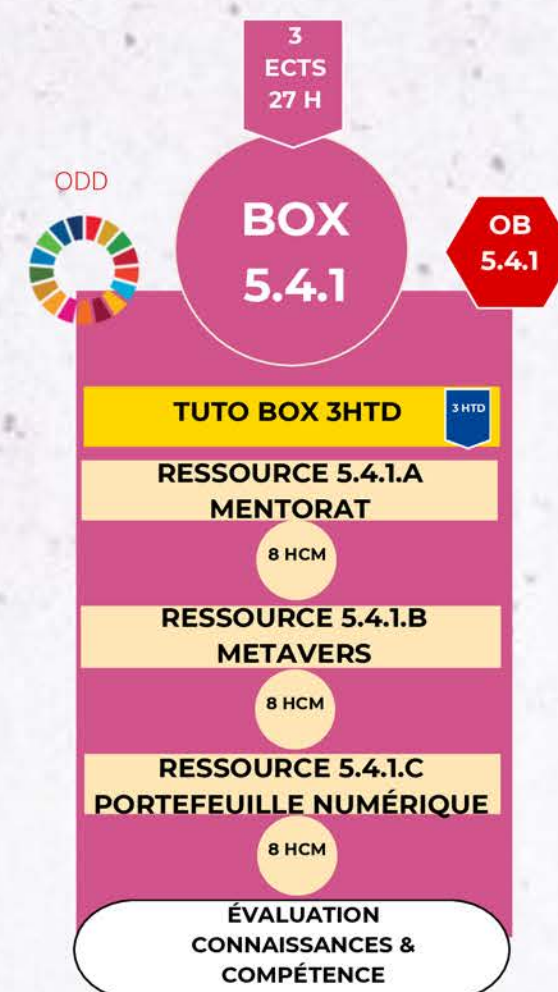 3
ECTS
27 H
ODD
BOX
5.4.1
OB
5.4.1
TUTO BOX 3HTD
3 HTD
RESSOURCE 5.4.1.A
MENTORAT
8 HCM
RESSOURCE 5.4.1.B
METAVERS
8 HCM
RESSOURCE 5.4.1.C
PORTEFEUILLE NUMÉRIQUE
8 HCM
ÉVALUATION
CONNAISSANCES &
COMPÉTENCE